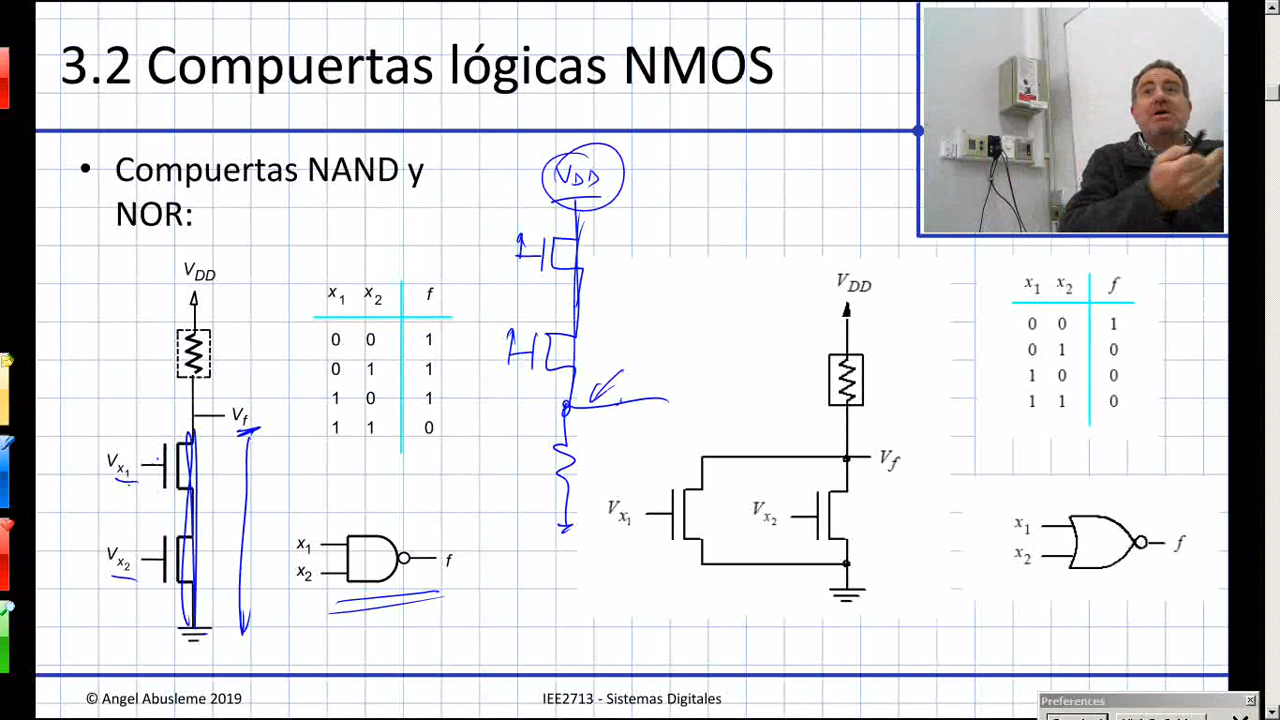 3.2 Compuertas lógicas NMOS
• Compuertas NAND y
NOR:
VDD
VDD
Vf
Vx1
Vx2
x1 x2 f
0 0 1
0 1 1
1 0 1
1 1 0
x1
x2
f
VDD
Vf
Vx1
Vx2
x1 x2 f
0 0 1
0 1 0
1 0 0
1 1 0
x1
x2
f
© Angel Abusleme 2019
IEE2713 - Sistemas Digitales
Preferences